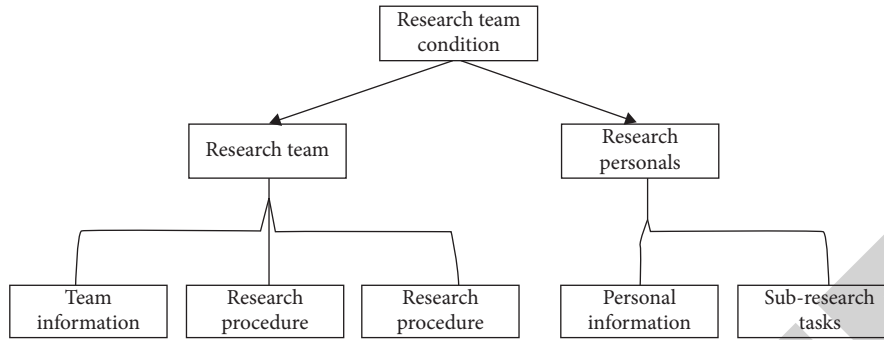 Research team
condition
Research team
Research
personals
Team
information
Research
procedure
Research
procedure
Personal
information
Sub-research
tasks